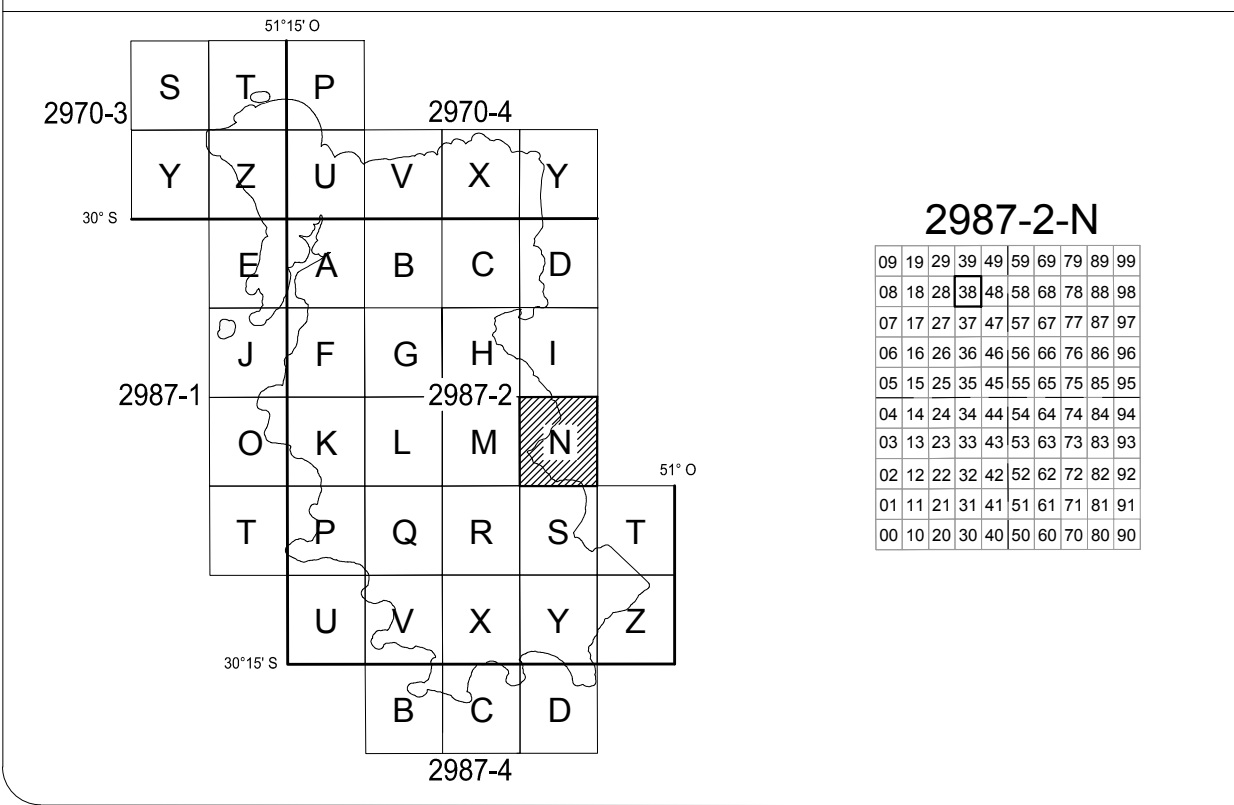 51°15' O
S T P
2970-3 2970-4
Y Z U V X Y
30° S
E A B C D
J F G H I
2987-1 2987-2
O K L M N
51° O
T P Q R S T
U V X Y Z
30°15' S
B C D
2987-4
2987-2-N
09 19 29 39 49 59 69 79 89 99
08 18 28 38 48 58 68 78 88 98
07 17 27 37 47 57 67 77 87 97
06 16 26 36 46 56 66 76 86 96
05 15 25 35 45 55 65 75 85 95
04 14 24 34 44 54 64 74 84 94
03 13 23 33 43 53 63 73 83 93
02 12 22 32 42 52 62 72 82 92
01 11 21 31 41 51 61 71 81 91
00 10 20 30 40 50 60 70 80 90